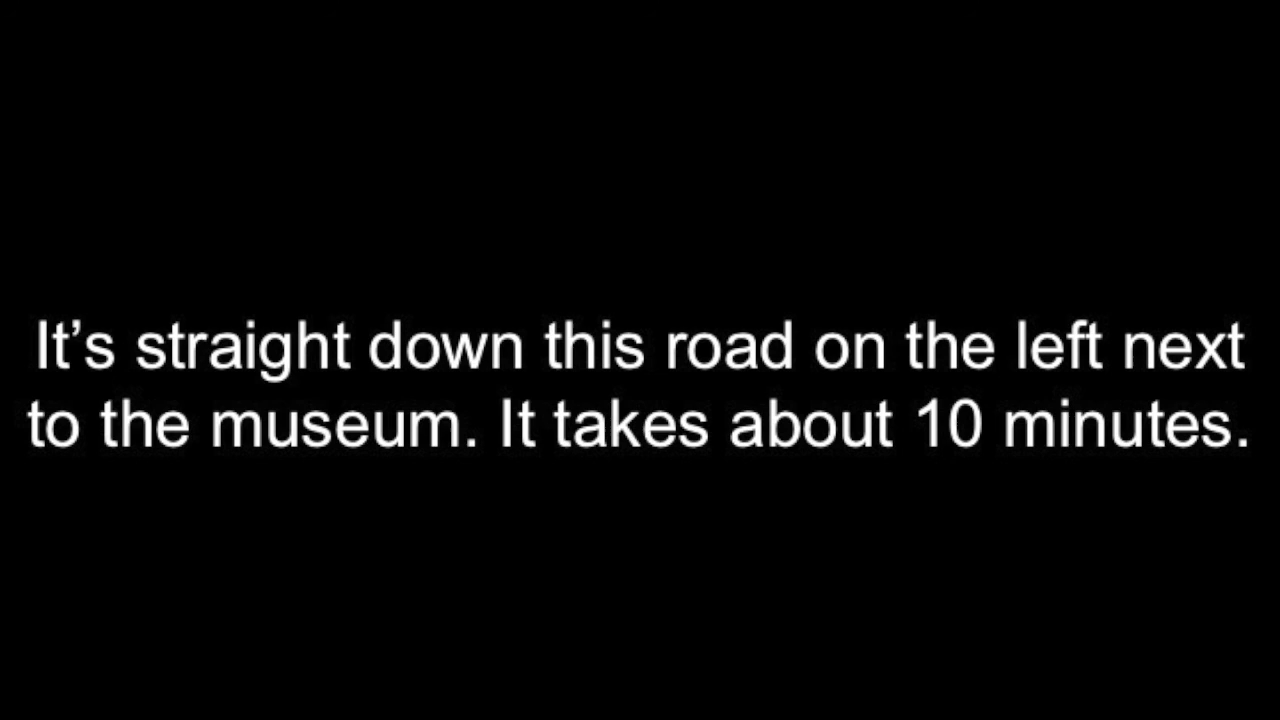 It’s straight down this road on the left next
to the museum. It takes about 10 minutes.